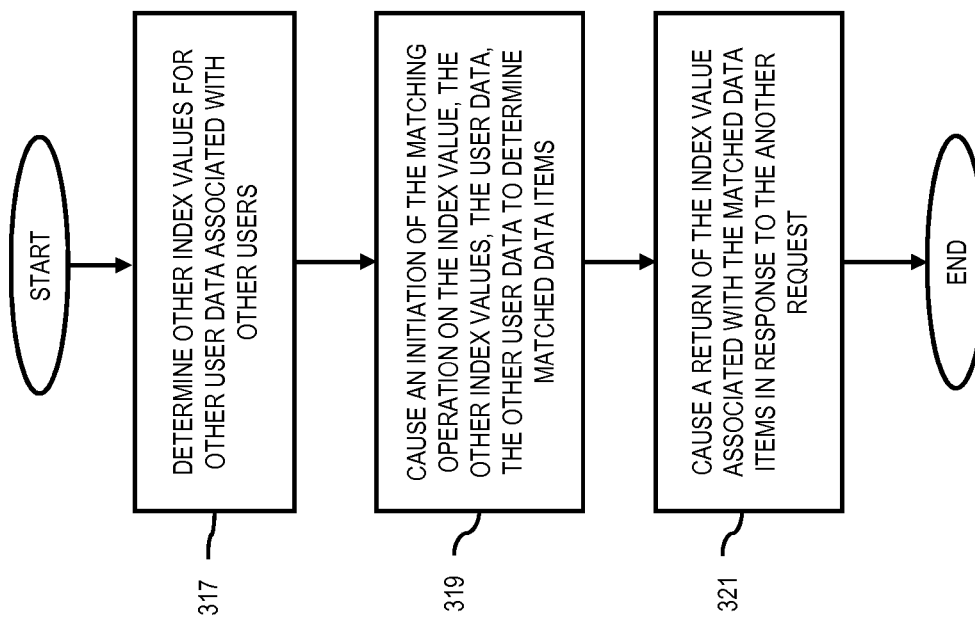 START
317
DETERMINE OTHER INDEX VALUES FOR
OTHER USER DATA ASSOCIATED WITH
OTHER USERS
319
CAUSE AN INITIATION OF THE MATCHING
OPERATION ON THE INDEX VALUE, THE
OTHER INDEX VALUES, THE USER DATA,
THE OTHER USER DATA TO DETERMINE
MATCHED DATA ITEMS
321
CAUSE A RETURN OF THE INDEX VALUE
ASSOCIATED WITH THE MATCHED DATA
ITEMS IN RESPONSE TO THE ANOTHER
REQUEST
END